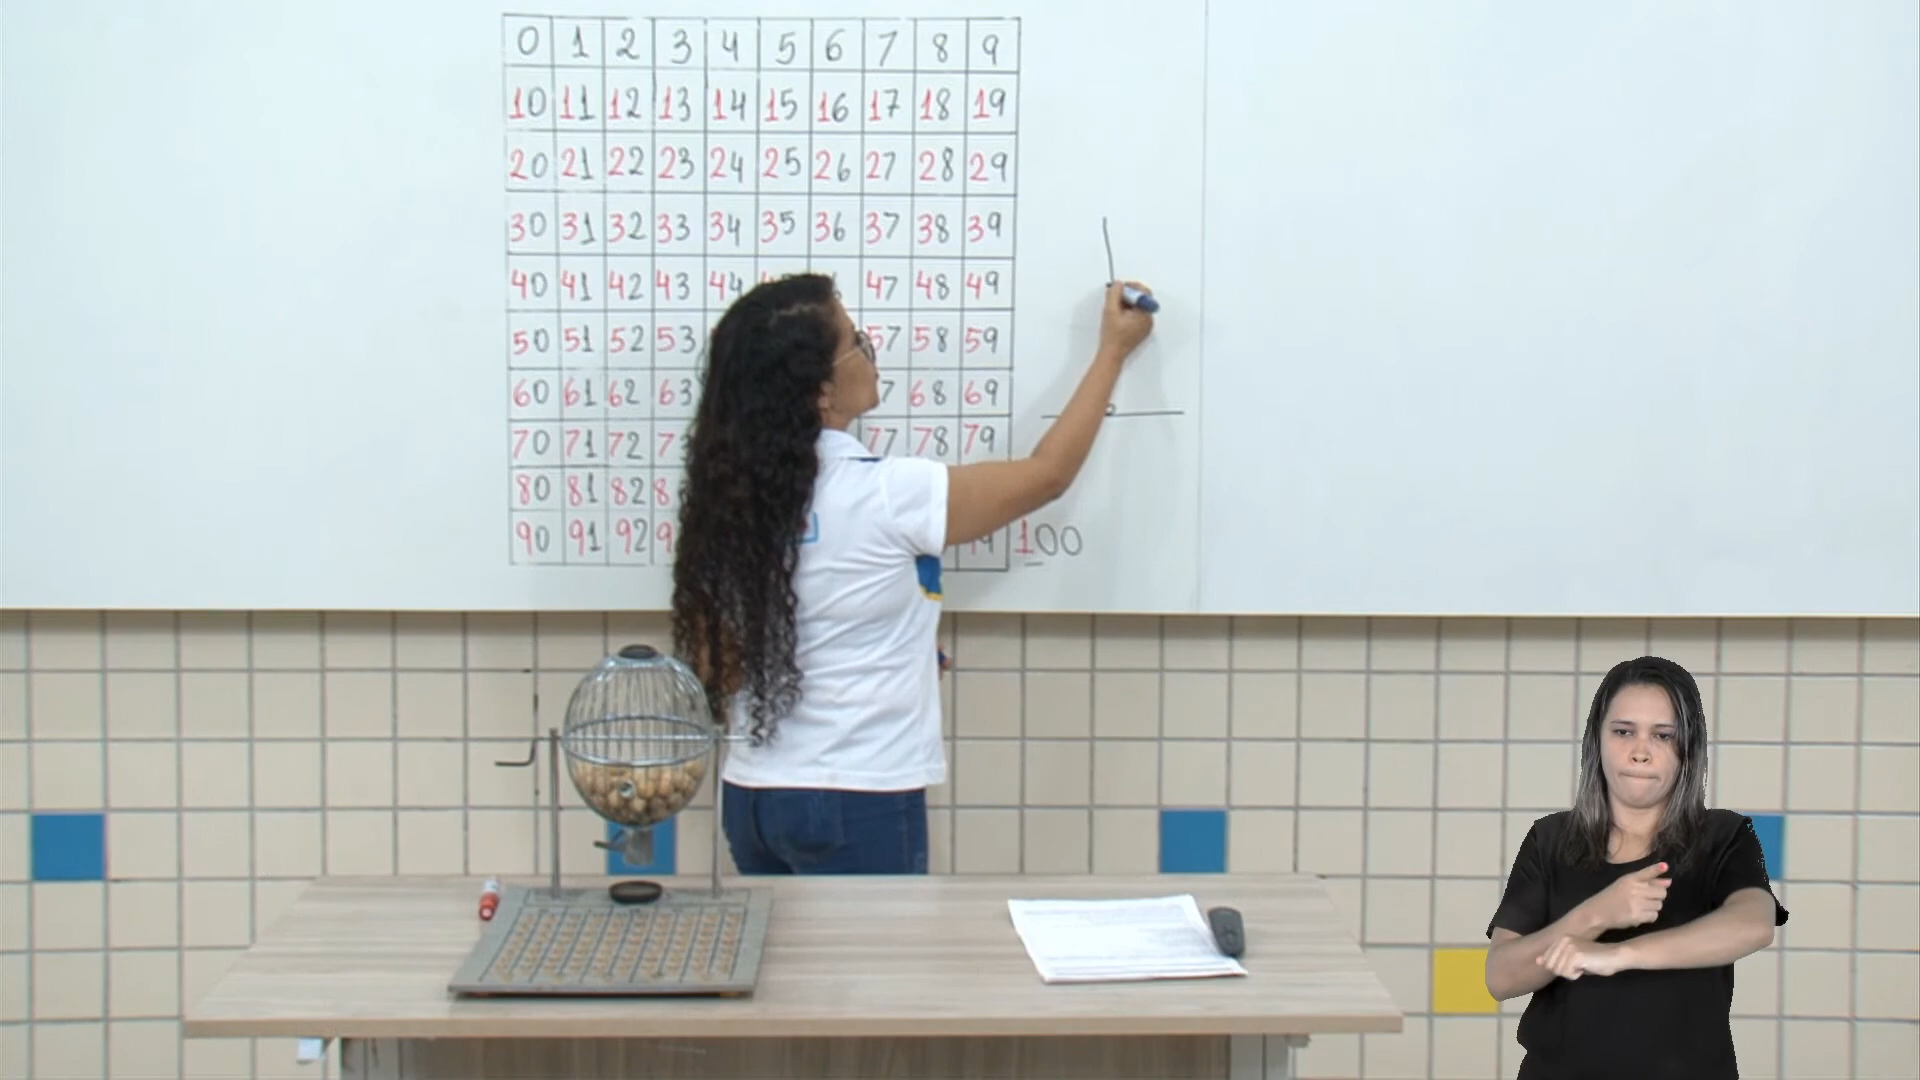 0 1 2 3 4 5 6 7 8 9
10 11 12 13 14 15 16 17 18 19
20 21 22 23 24 25 26 27 28 29
30 31 32 33 34 35 36 37 38 39
40 41 42 43 44 47 48 49
50 51 52 53 57 58 59
60 61 62 63 68 69
70 71 72 77 78 79
80 81 82
90 91 92 100